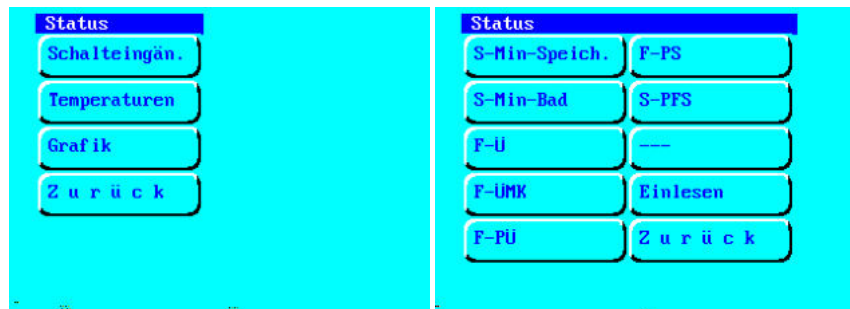 Status
Schalteingän.
Temperaturen
Grafik
Z u r ü c k
Status
S-Min-Speich.
F-PS
S-Min-Bad
S-PFS
F-Ü
---
F-ÜMK
Einlesen
F-PÜ
Z u r ü c k